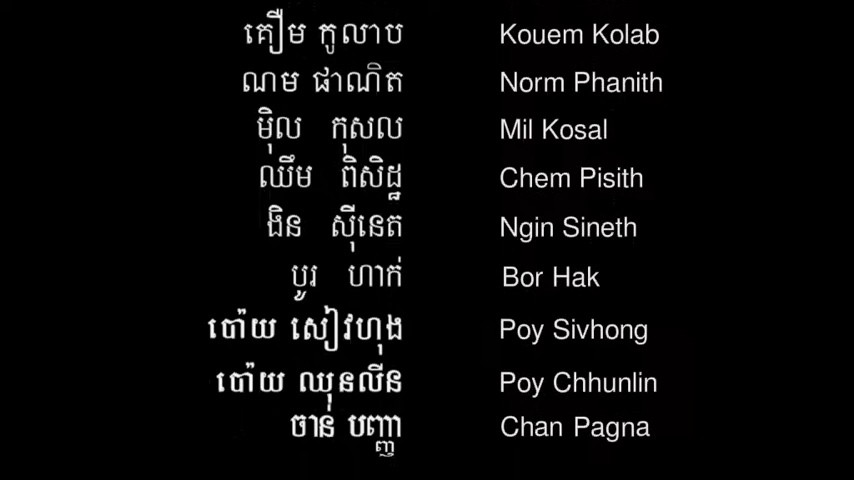 គឿម កូលាប Kouem Kolab
ណម ផាណិត Norm Phanith
ម៉ិល កុសល Mil Kosal
ឈឹម ពិសិដ្ឋ Chem Pisith
ងិន ស៊ីនេត Ngin Sineth
បូរ ហាក់ Bor Hak
ប៉ោយ សៀវហុង Poy Sivhong
ប៉ោយ ឈុនលីន Poy Chhunlin
ចាន់ បញ្ញា Chan Pagna